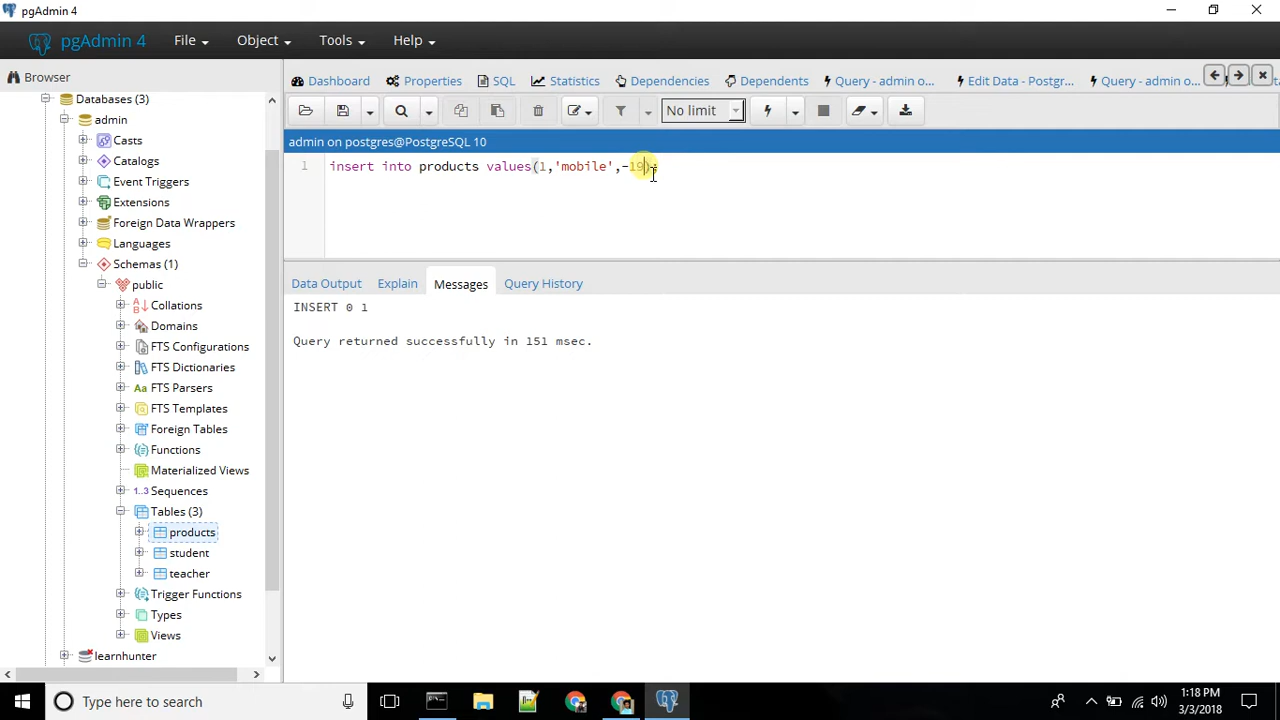 pgAdmin 4
pgAdmin 4 File Object Tools Help
Browser
Dashboard Properties SQL Statistics Dependencies Dependents Query - admin o... Edit Data - Postgr... Query - admin o...
No limit
admin on postgres@PostgreSQL 10
1 insert into products values(1,'mobile',-19)
Data Output Explain Messages Query History
INSERT 0 1
Query returned successfully in 151 msec.
Databases (3)
admin
Casts
Catalogs
Event Triggers
Extensions
Foreign Data Wrappers
Languages
Schemas (1)
public
Collations
Domains
FTS Configurations
FTS Dictionaries
Aa FTS Parsers
FTS Templates
Foreign Tables
Functions
Materialized Views
1..3 Sequences
Tables (3)
products
student
teacher
Trigger Functions
Types
Views
learnhunter
Type here to search
1:18 PM
3/3/2018